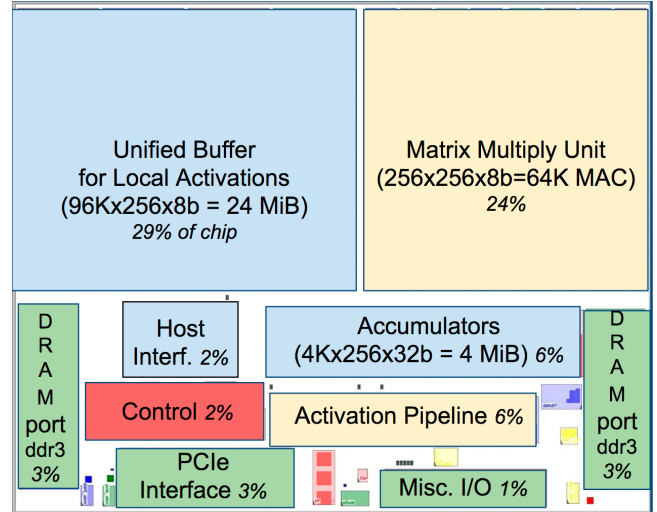 Unified Buffer
for Local Activations
(96Kx256x8b = 24 MiB)
29% of chip
Matrix Multiply Unit
(256x256x8b=64K MAC)
24%
D
R
A
M
port
ddr3
3%
Host
Interf. 2%
Accumulators
(4Kx256x32b = 4 MiB) 6%
D
R
A
M
port
ddr3
3%
Control 2%
Activation Pipeline 6%
PCIe
Interface 3%
Misc. I/O 1%